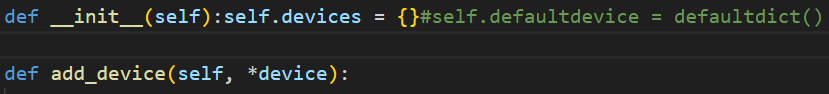 def __init__(self):self.devices = {}#self.defaultdevice = defaultdict()
def add_device(self, *device):